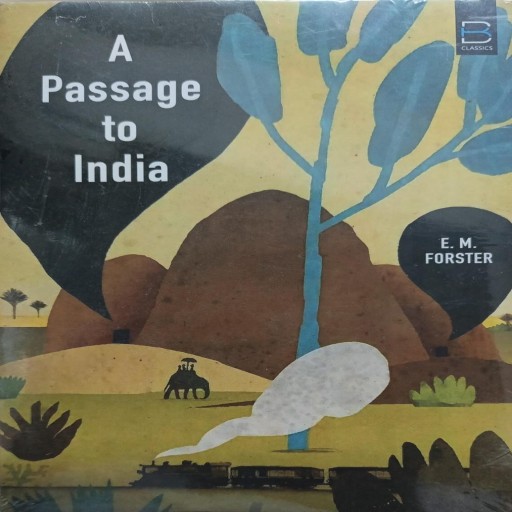 A
Passage
to
India
B
CLASSICS
E. M.
FORSTER